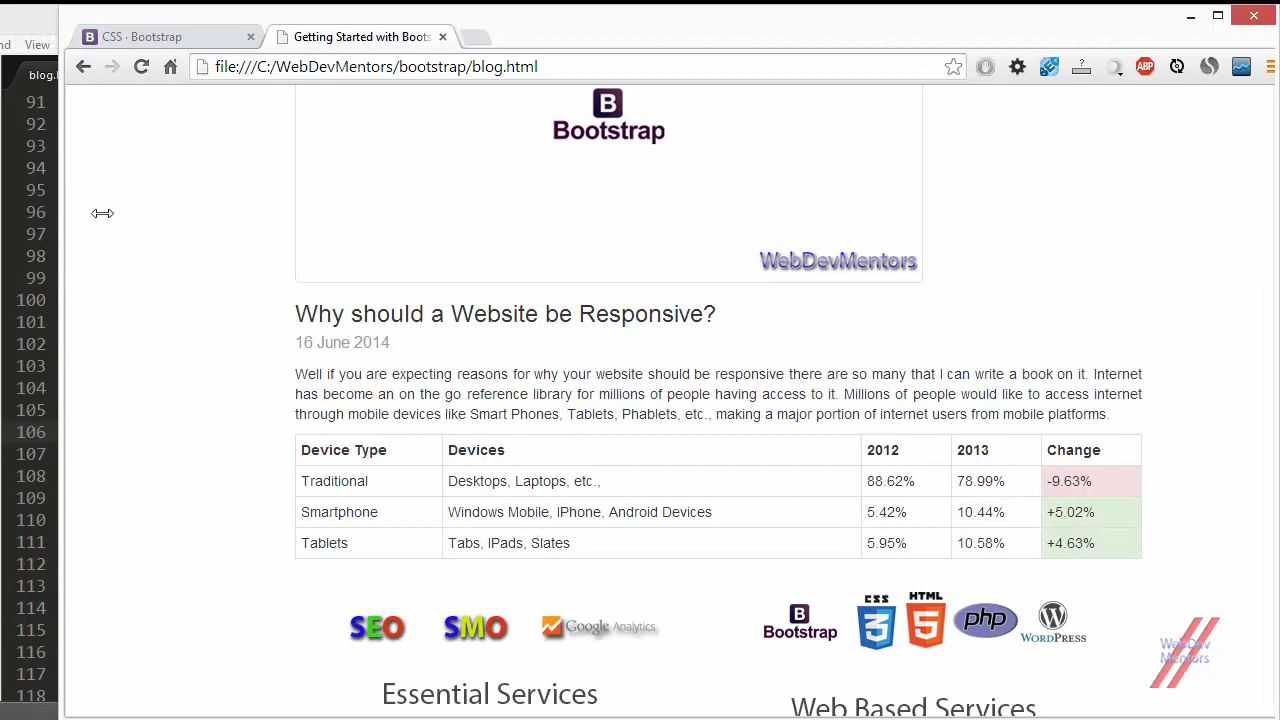 nd View
CSS · Bootstrap
Getting Started with Boots
blog.
file:///C:/WebDevMentors/bootstrap/blog.html
ABP
91
92
93
94
95
96
97
98
99
100
101
102
103
104
105
106
107
108
109
110
111
112
113
114
115
116
117
118
B
Bootstrap
WebDevMentors
Why should a Website be Responsive?
16 June 2014
Well if you are expecting reasons for why your website should be responsive there are so many that I can write a book on it. Internet
has become an on the go reference library for millions of people having access to it. Millions of people would like to access internet
through mobile devices like Smart Phones, Tablets, Phablets, etc., making a major portion of internet users from mobile platforms.
Device Type Devices 2012 2013 Change
Traditional Desktops, Laptops, etc., 88.62% 78.99% -9.63%
Smartphone Windows Mobile, IPhone, Android Devices 5.42% 10.44% +5.02%
Tablets Tabs, IPads, Slates 5.95% 10.58% +4.63%
SEO SMO Google Analytics
B Bootstrap CSS 3 HTML 5 php W WORDPRESS
WebDev
Mentors
Essential Services
Web Based Services